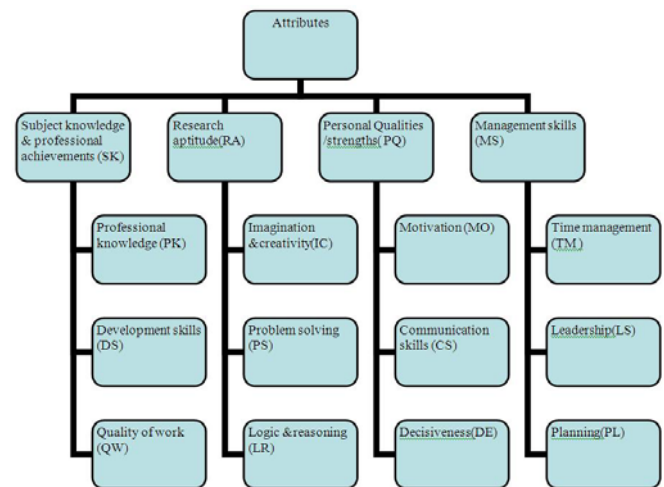 Attributes
Subject knowledge
& professional
achievements (SK)
Research
aptitude(RA)
Personal Qualities
/strengths( PQ)
Management skills
(MS)
Professional
knowledge (PK)
Imagination
&creativity(IC)
Motivation (MO)
Time management
(TM )
Development skills
(DS)
Problem solving
(PS)
Communication
skills (CS)
Leadership(LS)
Quality of work
(QW)
Logic &reasoning
(LR)
Decisiveness(DE)
Planning(PL)